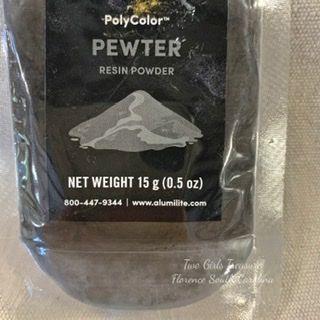 PolyColor™
PEWTER
RESIN POWDER
NET WEIGHT 15 g (0.5 oz)
800-447-9344 | www.alumilite.com
Two Girls Treasure
Florence South Carolina